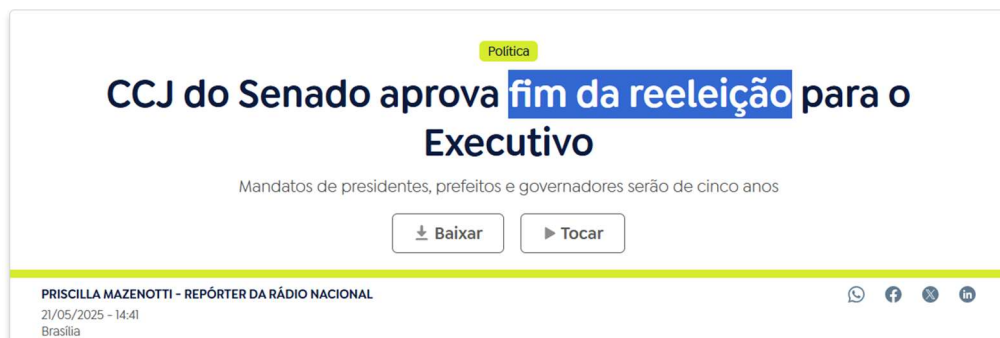 Política
CCJ do Senado aprova fim da reeleição para o
Executivo
Mandatos de presidentes, prefeitos e governadores serão de cinco anos
Baixar
Tocar
PRISCILLA MAZENOTTI - REPÓRTER DA RÁDIO NACIONAL
21/05/2025 - 14:41
Brasília